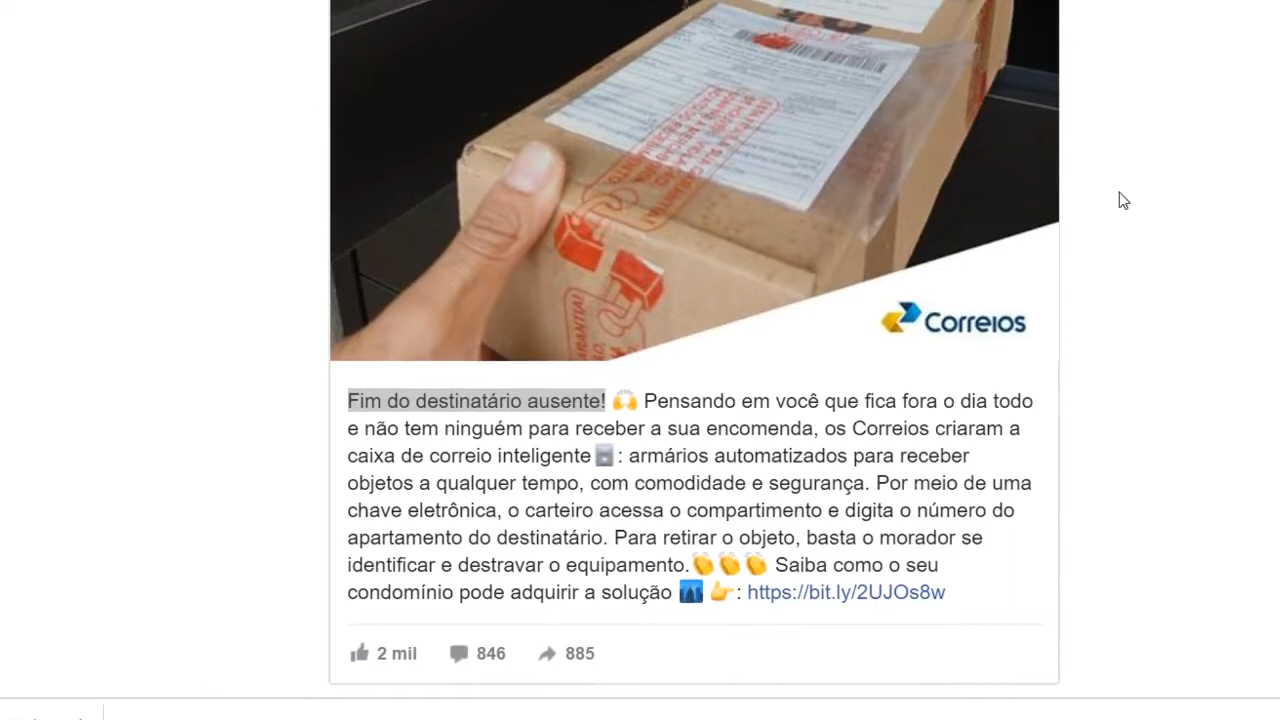 GARANTIA!
Correios
Fim do destinatário ausente! 🙌 Pensando em você que fica fora o dia todo
e não tem ninguém para receber a sua encomenda, os Correios criaram a
caixa de correio inteligente🗄: armários automatizados para receber
objetos a qualquer tempo, com comodidade e segurança. Por meio de uma
chave eletrônica, o carteiro acessa o compartimento e digita o número do
apartamento do destinatário. Para retirar o objeto, basta o morador se
identificar e destravar o equipamento.👏👏👏 Saiba como o seu
condomínio pode adquirir a solução 🏙 👉: https://bit.ly/2UJOs8w
2 mil 846 885